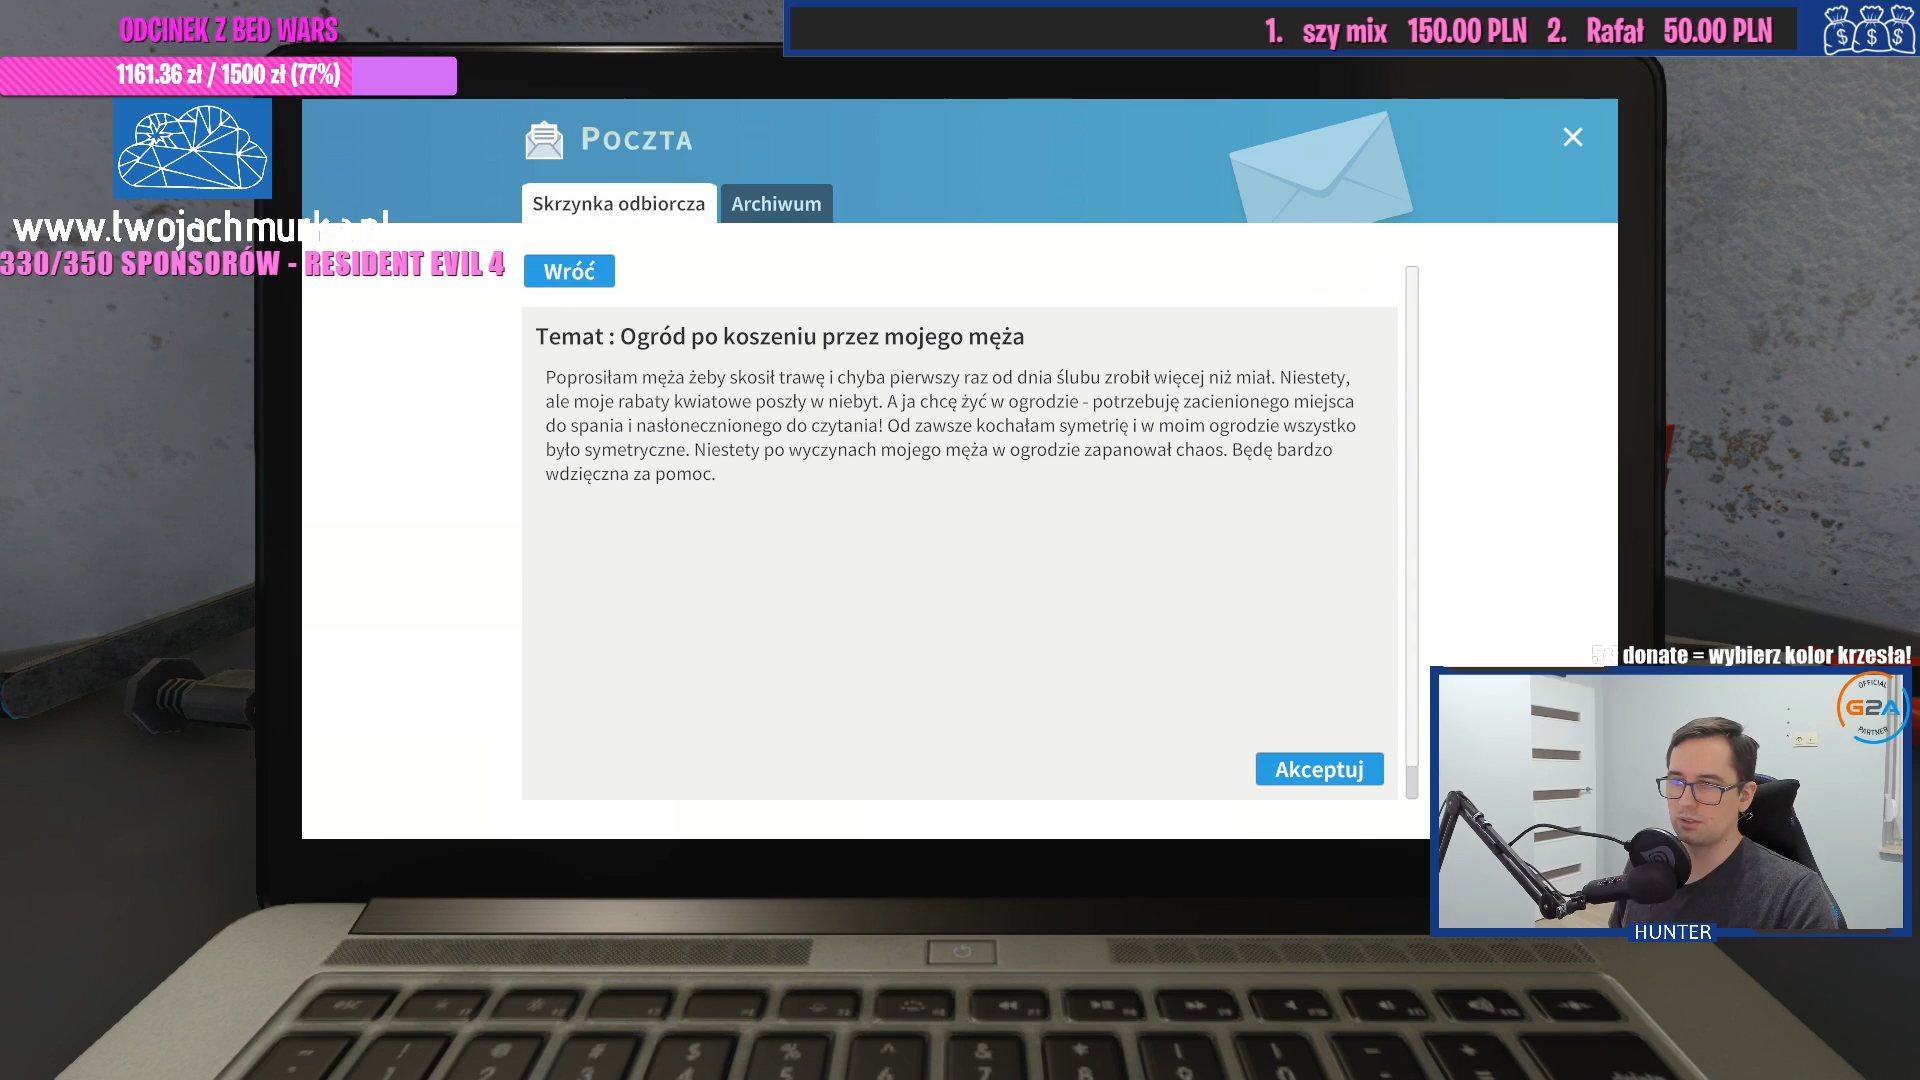 ODCINEK Z BED WARS
1161.36 zł / 1500 zł (77%)
1. szy mix 150.00 PLN 2. Rafał 50.00 PLN
www.twojachmurka.pl
330/350 SPONSORÓW - RESIDENT EVIL 4
POCZTA
Skrzynka odbiorcza
Archiwum
Wróć
Temat : Ogród po koszeniu przez mojego męża
Poprosiłam męża żeby skosił trawę i chyba pierwszy raz od dnia ślubu zrobił więcej niż miał. Niestety,
ale moje rabaty kwiatowe poszły w niebyt. A ja chcę żyć w ogrodzie - potrzebuję zacienionego miejsca
do spania i nasłonecznionego do czytania! Od zawsze kochałam symetrię i w moim ogrodzie wszystko
było symetryczne. Niestety po wyczynach mojego męża w ogrodzie zapanował chaos. Będę bardzo
wdzięczna za pomoc.
Akceptuj
donate = wybierz kolor krzesła!
OFFICIAL
G2A
PARTNER
HUNTER